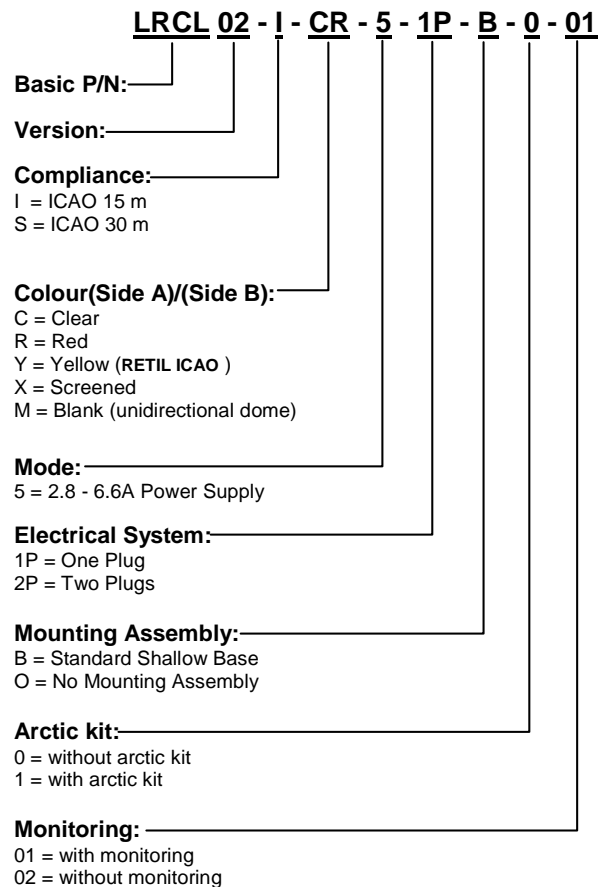 LRCL 02 - I - CR - 5 - 1P - B - 0 - 01
Basic P/N:
Version:
Compliance:
I = ICAO 15 m
S = ICAO 30 m
Colour(Side A)/(Side B):
C = Clear
R = Red
Y = Yellow (RETIL ICAO )
X = Screened
M = Blank (unidirectional dome)
Mode:
5 = 2.8 - 6.6A Power Supply
Electrical System:
1P = One Plug
2P = Two Plugs
Mounting Assembly:
B = Standard Shallow Base
O = No Mounting Assembly
Arctic kit:
0 = without arctic kit
1 = with arctic kit
Monitoring:
01 = with monitoring
02 = without monitoring